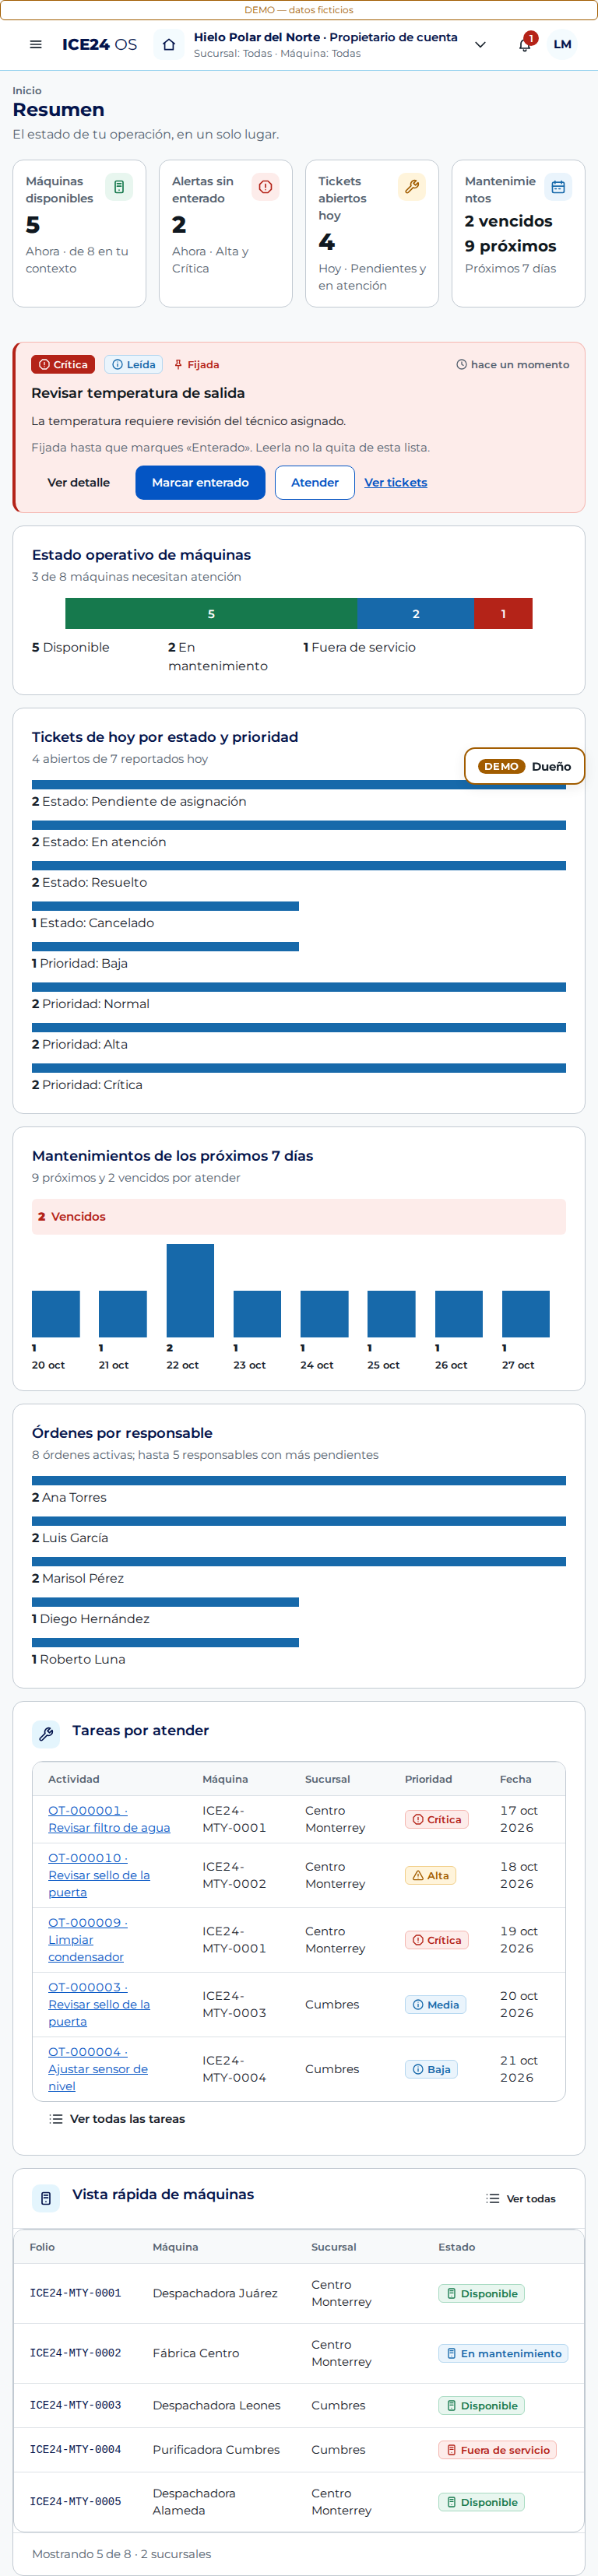 DEMO — datos ficticios
ICE24 OS
Hielo Polar del Norte · Propietario de cuenta
Sucursal: Todas · Máquina: Todas
1
LM
Inicio
Resumen
El estado de tu operación, en un solo lugar.
Máquinas
disponibles
5
Ahora · de 8 en tu
contexto
Alertas sin
enterado
2
Ahora · Alta y
Crítica
Tickets
abiertos
hoy
4
Hoy · Pendientes y
en atención
Mantenimie
ntos
2 vencidos
9 próximos
Próximos 7 días
Crítica
Leída
Fijada
hace un momento
Revisar temperatura de salida
La temperatura requiere revisión del técnico asignado.
Fijada hasta que marques «Enterado». Leerla no la quita de esta lista.
Ver detalle
Marcar enterado
Atender
Ver tickets
Estado operativo de máquinas
3 de 8 máquinas necesitan atención
5
2
1
5 Disponible
2 En
mantenimiento
1 Fuera de servicio
Tickets de hoy por estado y prioridad
4 abiertos de 7 reportados hoy
DEMO Dueño
2 Estado: Pendiente de asignación
2 Estado: En atención
2 Estado: Resuelto
1 Estado: Cancelado
1 Prioridad: Baja
2 Prioridad: Normal
2 Prioridad: Alta
2 Prioridad: Crítica
Mantenimientos de los próximos 7 días
9 próximos y 2 vencidos por atender
2 Vencidos
1 1 2 1 1 1 1 1
20 oct 21 oct 22 oct 23 oct 24 oct 25 oct 26 oct 27 oct
Órdenes por responsable
8 órdenes activas; hasta 5 responsables con más pendientes
2 Ana Torres
2 Luis García
2 Marisol Pérez
1 Diego Hernández
1 Roberto Luna
Tareas por atender
Actividad Máquina Sucursal Prioridad Fecha
OT-000001 ·
Revisar filtro de agua
ICE24-
MTY-0001
Centro
Monterrey
Crítica
17 oct
2026
OT-000010 ·
Revisar sello de la
puerta
ICE24-
MTY-0002
Centro
Monterrey
Alta
18 oct
2026
OT-000009 ·
Limpiar
condensador
ICE24-
MTY-0001
Centro
Monterrey
Crítica
19 oct
2026
OT-000003 ·
Revisar sello de la
puerta
ICE24-
MTY-0003
Cumbres
Media
20 oct
2026
OT-000004 ·
Ajustar sensor de
nivel
ICE24-
MTY-0004
Cumbres
Baja
21 oct
2026
Ver todas las tareas
Vista rápida de máquinas
Ver todas
Folio Máquina Sucursal Estado
ICE24-MTY-0001
Despachadora Juárez
Centro
Monterrey
Disponible
ICE24-MTY-0002
Fábrica Centro
Centro
Monterrey
En mantenimiento
ICE24-MTY-0003
Despachadora Leones
Cumbres
Disponible
ICE24-MTY-0004
Purificadora Cumbres
Cumbres
Fuera de servicio
ICE24-MTY-0005
Despachadora
Alameda
Centro
Monterrey
Disponible
Mostrando 5 de 8 · 2 sucursales